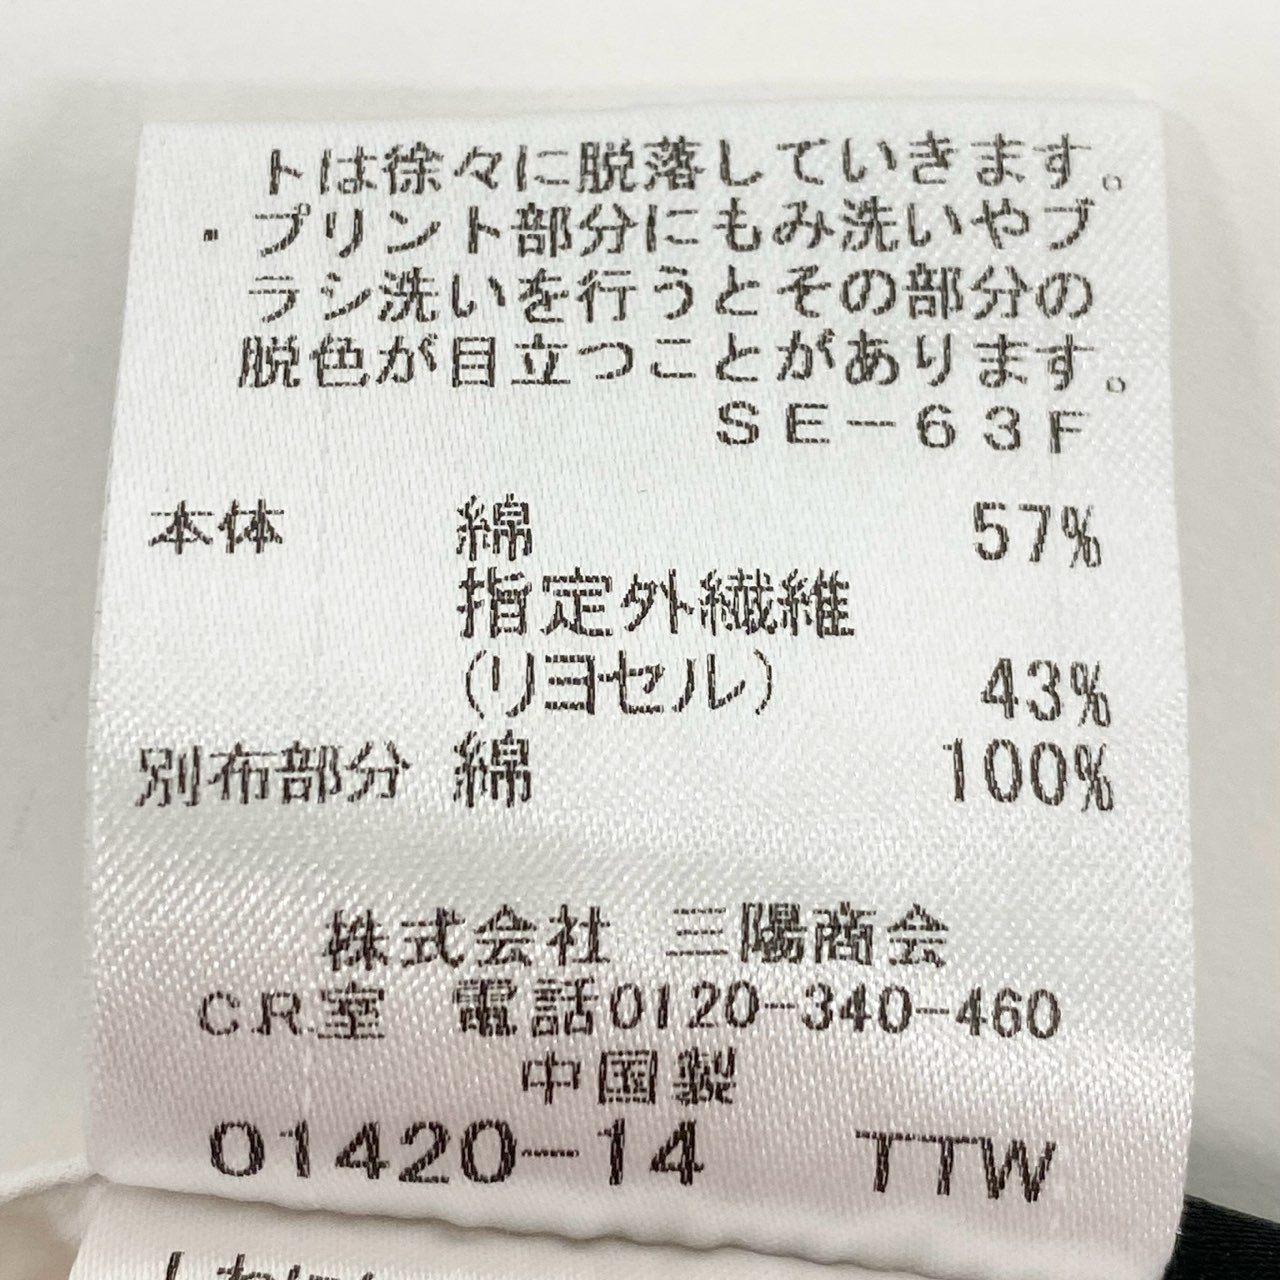 トは徐々に脱落していきます。
・プリント部分にもみ洗いやブ
ラシ洗いを行うとその部分の
脱色が目立つことがあります。
ＳＥ－６３Ｆ
本体 綿 57%
指定外繊維
(リヨセル) 43%
別布部分 綿 100%
株式会社 三陽商会
C.R.室 電話0120-340-460
中国製
01420-14 TTW